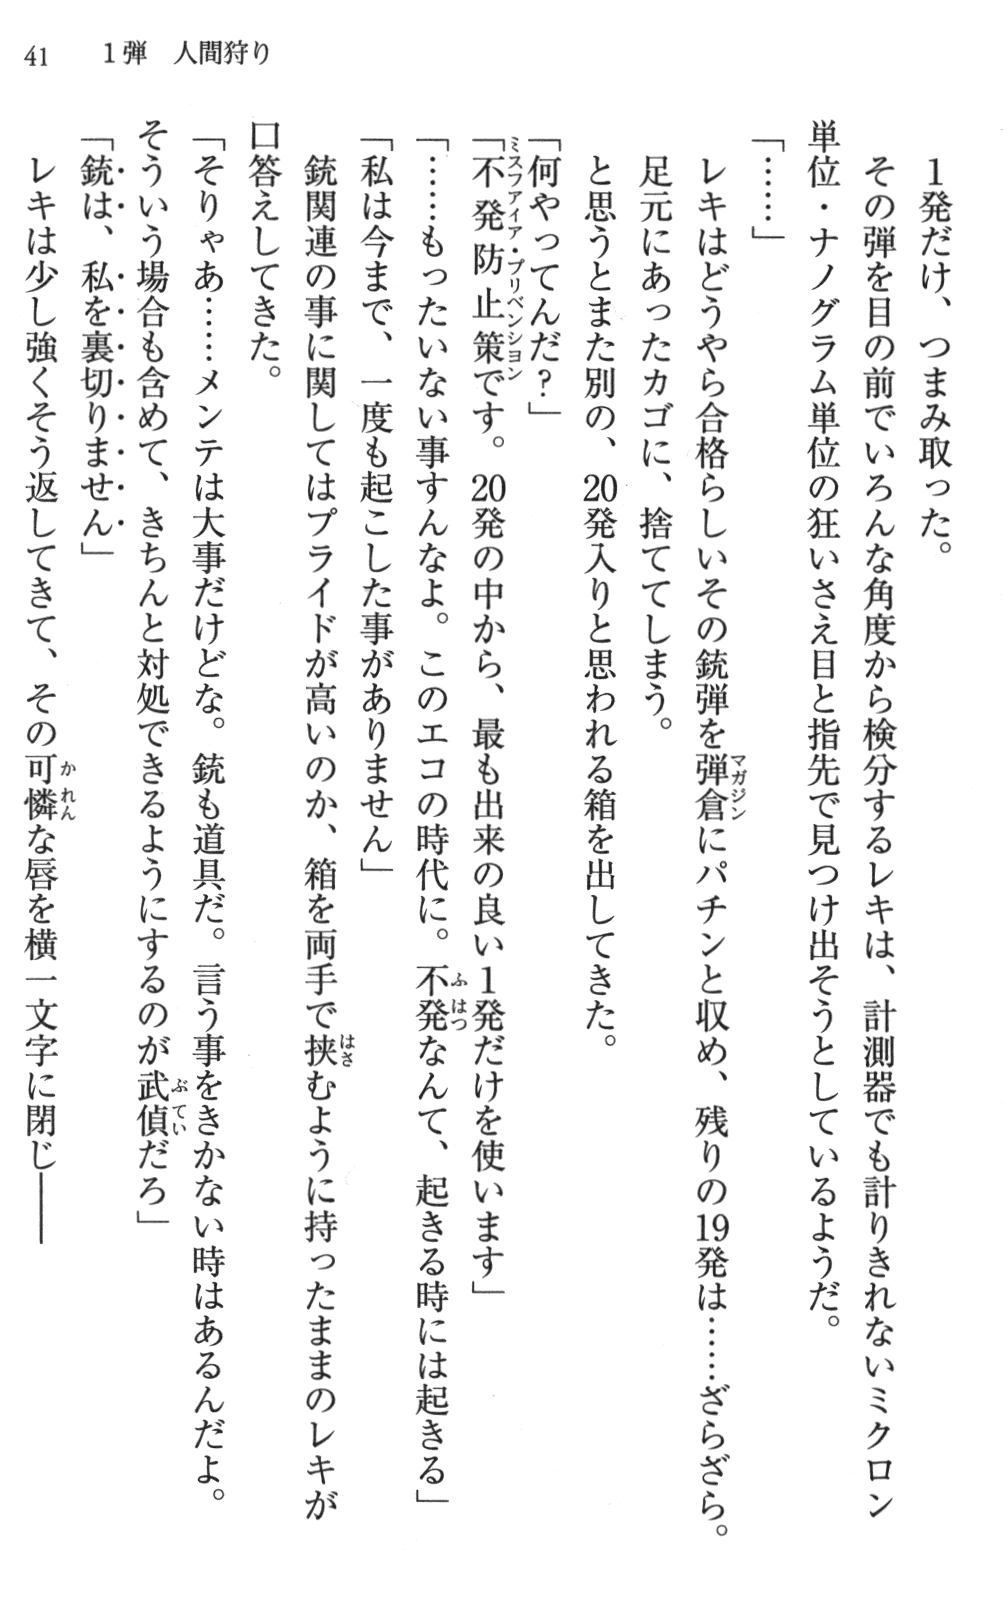 41　1弾　人間狩り
　1発だけ、つまみ取った。
　その弾を目の前でいろんな角度から検分するレキは、計測器でも計りきれないミクロン
単位・ナノグラム単位の狂いさえ目と指先で見つけ出そうとしているようだ。
「……」
　レキはどうやら合格らしいその銃弾を弾倉にパチンと収め、残りの19発は……ざらざら。
　足元にあったカゴに、捨ててしまう。
　と思うとまた別の、20発入りと思われる箱を出してきた。
「何やってんだ？」
「不発防止策です。20発の中から、最も出来の良い1発だけを使います」
「……もったいない事すんなよ。このエコの時代に。不発なんて、起きる時には起きる」
「私は今まで、一度も起こした事がありません」
　銃関連の事に関してはプライドが高いのか、箱を両手で挟むように持ったままのレキが
口答えしてきた。
「そりゃあ……メンテは大事だけどな。銃も道具だ。言う事をきかない時はあるんだよ。
そういう場合も含めて、きちんと対処できるようにするのが武偵だろ」
「銃は、私を裏切りません」
　レキは少し強くそう返してきて、その可憐な唇を横一文字に閉じ――
ミスファイア・プリベンション
マガジン
ふはつ
はさ
ぶてい
かれん